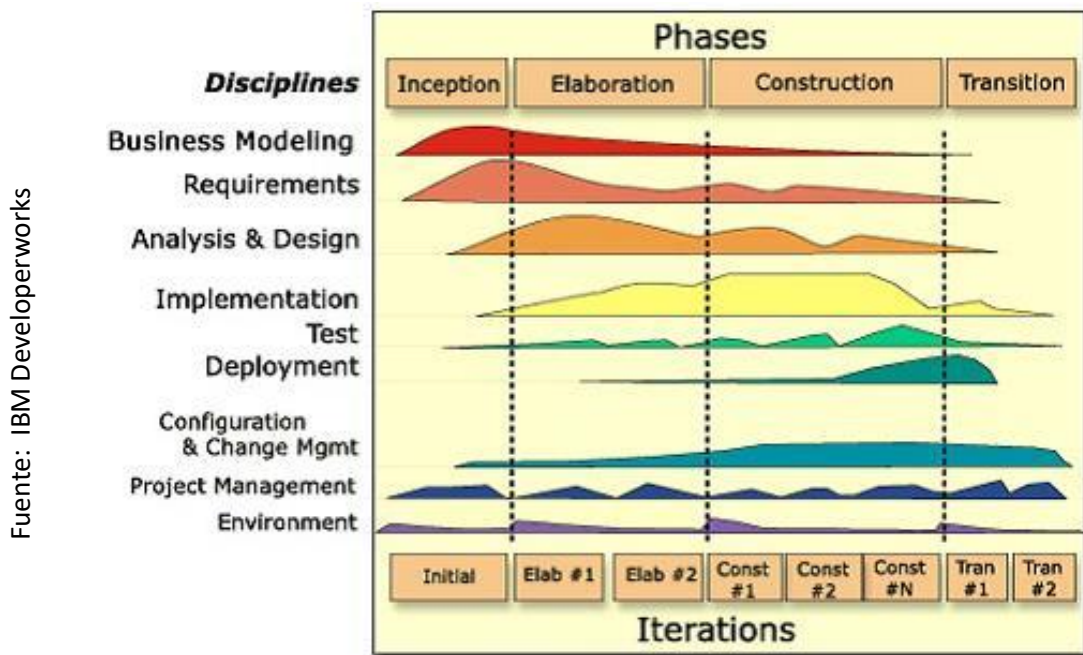 Phases
Disciplines
Inception
Elaboration
Construction
Transition
Business Modeling
Requirements
Analysis & Design
Implementation
Test
Deployment
Configuration
& Change Mgmt
Project Management
Environment
Initial
Elab #1
Elab #2
Const
#1
Const
#2
Const
#N
Tran
#1
Tran
#2
Iterations
Fuente: IBM Developerworks